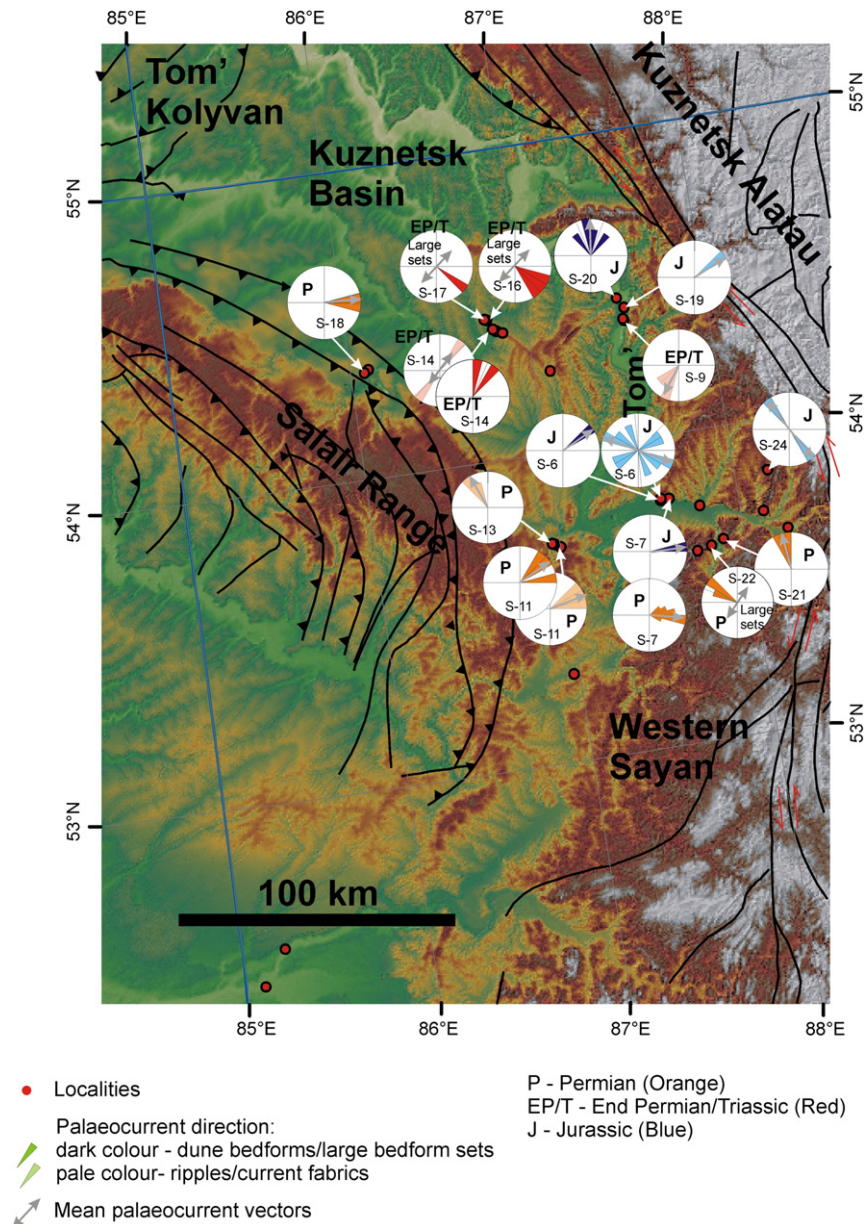 85°E
86°E
87°E
88°E
Tom'
Kolyvan
Kuznetsk
Basin
Kuznetsk Alatau
55°N
55°N
EP/T
Large
sets
S-17
EP/T
Large
sets
S-16
S-20
J
J
S-19
P
S-18
EP/T
S-14
EP/T
S-14
EP/T
S-9
Tom'
54°N
J
S-6
J
S-6
S-24
Salair Range
P
S-13
54°N
S-7
J
P
S-11
S-11
P
P
S-7
S-22
Large
sets
P
P
S-21
Western
Sayan
53°N
53°N
100 km
85°E
86°E
87°E
88°E
Localities
Palaeocurrent direction:
dark colour - dune bedforms/large bedform sets
pale colour- ripples/current fabrics
Mean palaeocurrent vectors
P - Permian (Orange)
EP/T - End Permian/Triassic (Red)
J - Jurassic (Blue)